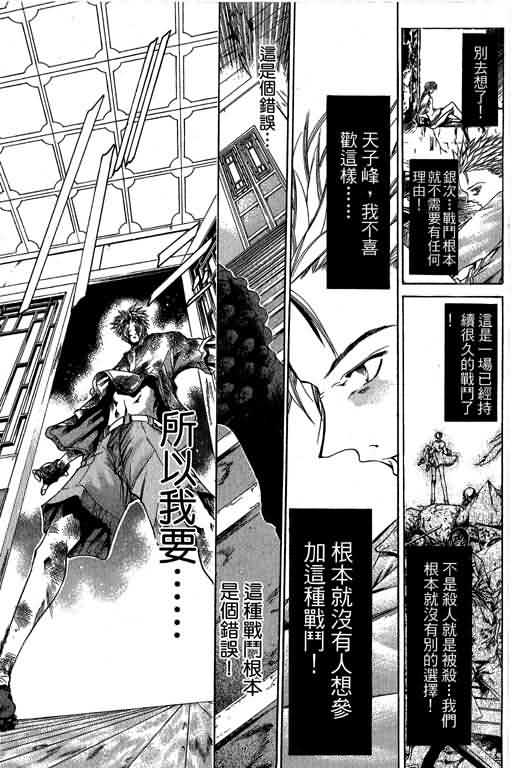 別去想了！
銀次…戰鬥根本
就不需要有任何
理由！
這是一場已經持
續很久的戰鬥了
！
不是殺人就是被殺…我們
根本就沒有別的選擇！
天子峰，我不喜
歡這樣……
根本就沒有人想參
加這種戰鬥！
這是個錯誤…
這種戰鬥根本
是個錯誤！
所以我要……